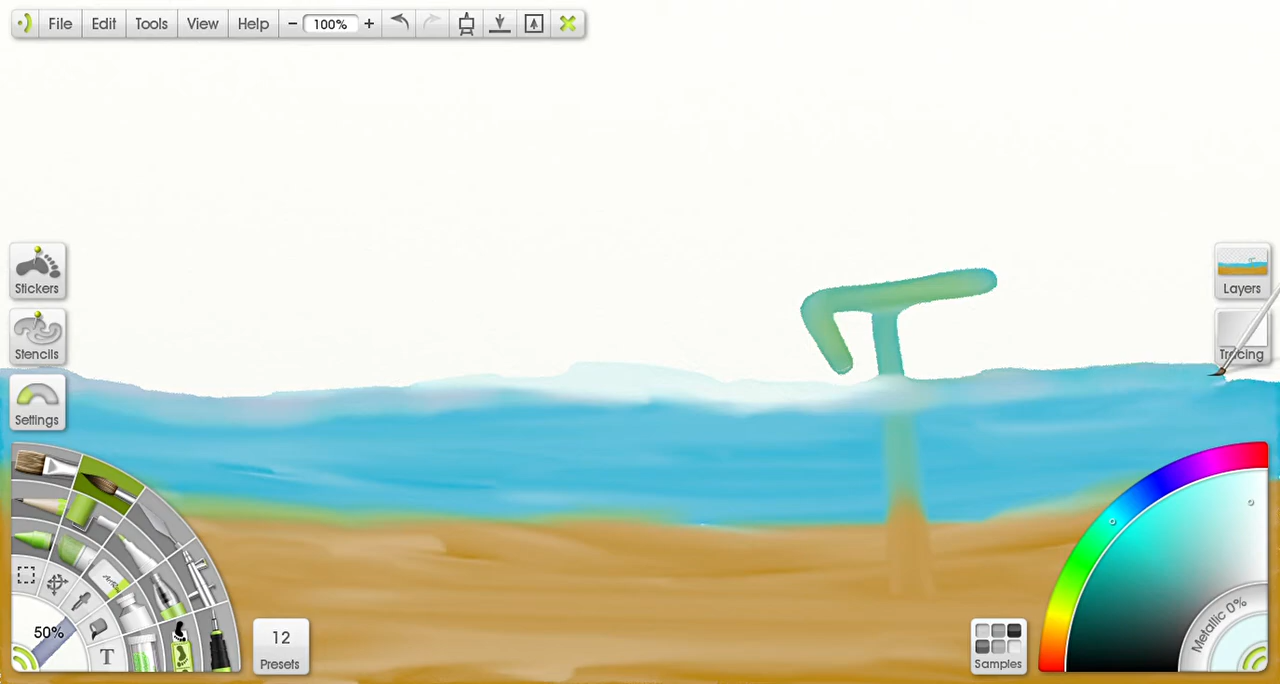 File Edit Tools View Help − 100% +
Stickers
Stencils
Settings
Layers
Tracing
50%
T
12
Presets
Samples
Metallic 0%